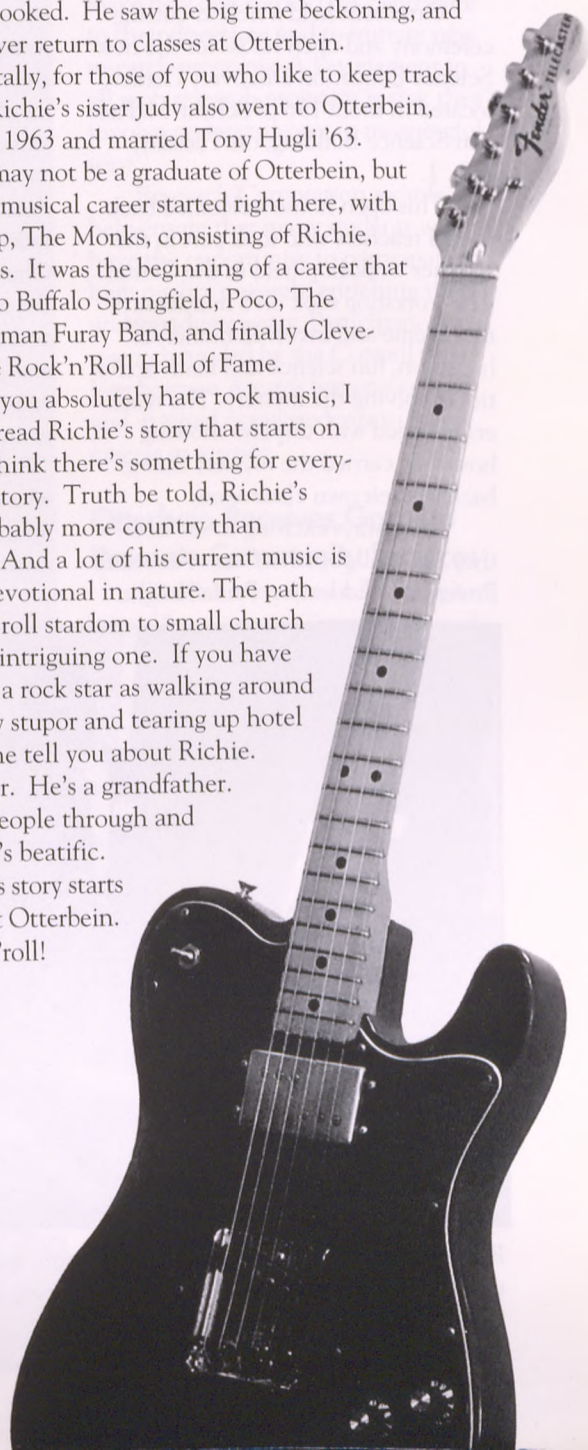 ooked. He saw the big time beckoning, and
ver return to classes at Otterbein.
tally, for those of you who like to keep track
Richie's sister Judy also went to Otterbein,
1963 and married Tony Hugli '63.
may not be a graduate of Otterbein, but
musical career started right here, with
p, The Monks, consisting of Richie,
s. It was the beginning of a career that
o Buffalo Springfield, Poco, The
man Furay Band, and finally Cleve-
e Rock'n'Roll Hall of Fame.
you absolutely hate rock music, I
read Richie's story that starts on
hink there's something for every-
tory. Truth be told, Richie's
bably more country than
And a lot of his current music is
evotional in nature. The path
roll stardom to small church
intriguing one. If you have
a rock star as walking around
y stupor and tearing up hotel
ne tell you about Richie.
r. He's a grandfather.
eople through and
's beatific.
s story starts
t Otterbein.
'roll!
Fender TELECASTER